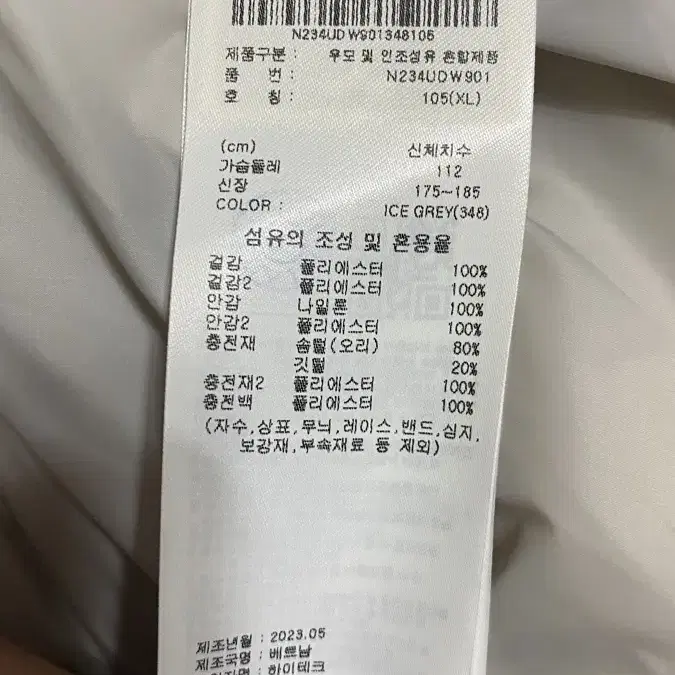 N234UDW901348105
제품구분 : 우모 및 인조섬유 혼합제품
품 번 : N234UDW901
호 칭 : 105(XL)
(cm) 신체치수
가슴둘레 112
신장 175~185
COLOR : ICE GREY(348)
섬유의 조성 및 혼용율
겉감 폴리에스터 100%
겉감2 폴리에스터 100%
안감 나일론 100%
안감2 폴리에스터 100%
충전재 솜털(오리) 80%
깃털 20%
충전재2 폴리에스터 100%
충전백 폴리에스터 100%
(자수,상표,무늬,레이스,밴드,심지,
보강재,부속재료 등 제외)
제조년월 : 2023.05
제조국명 : 베트남
하이테크